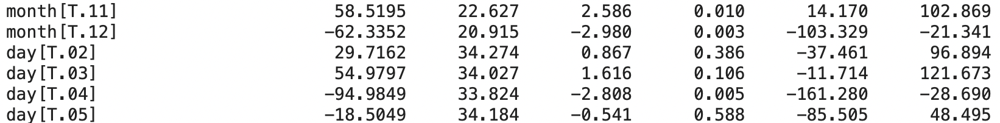 month[T.11] 58.5195 22.627 2.586 0.010 14.170 102.869
month[T.12] -62.3352 20.915 -2.980 0.003 -103.329 -21.341
day[T.02] 29.7162 34.274 0.867 0.386 -37.461 96.894
day[T.03] 54.9797 34.027 1.616 0.106 -11.714 121.673
day[T.04] -94.9849 33.824 -2.808 0.005 -161.280 -28.690
day[T.05] -18.5049 34.184 -0.541 0.588 -85.505 48.495